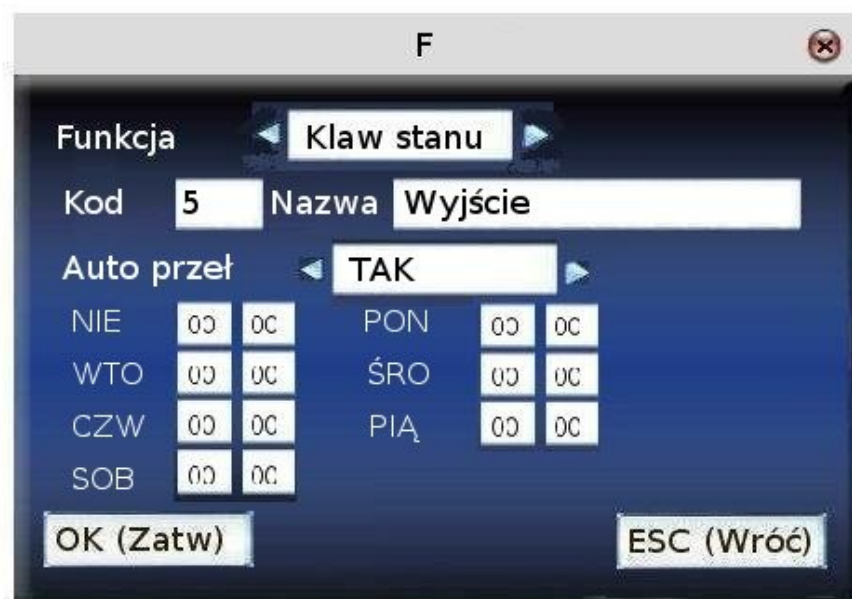 F
Funkcja Klaw stanu
Kod 5 Nazwa Wyjście
Auto przeł TAK
NIE 00 00 PON 00 00
WTO 00 00 ŚRO 00 00
CZW 00 00 PIĄ 00 00
SOB 00 00
OK (Zatw) ESC (Wróć)